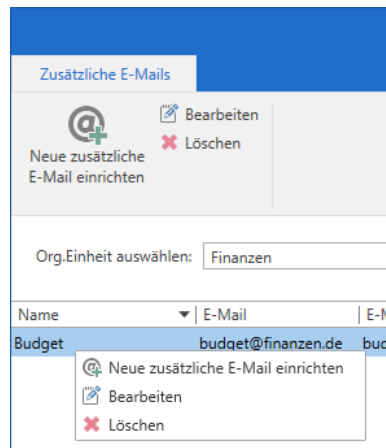 Zusätzliche E-Mails
Neue zusätzliche
E-Mail einrichten
Bearbeiten
Löschen
Org.Einheit auswählen:
Finanzen
Name
E-Mail
Budget
budget@finanzen.de
Neue zusätzliche E-Mail einrichten
Bearbeiten
Löschen